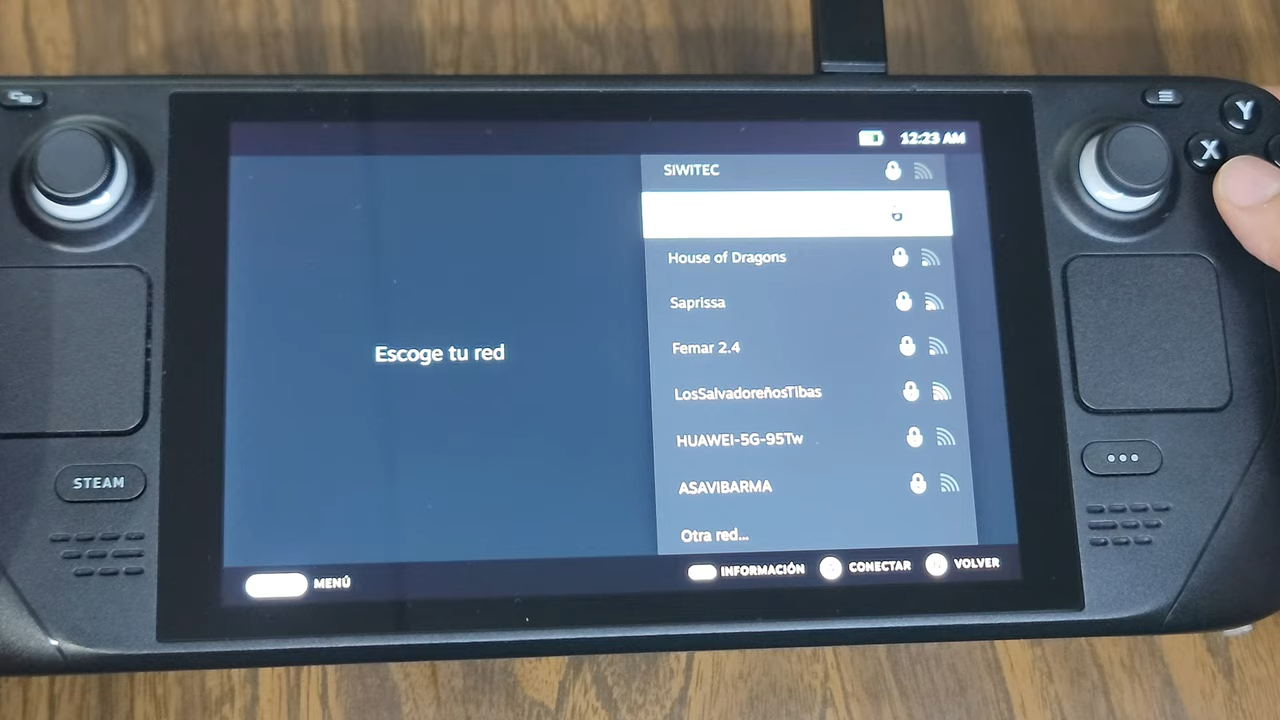 12:23 AM
SIWITEC
House of Dragons
Saprissa
Femar 2.4
LosSalvadoreñosTibas
HUAWEI-5G-95Tw
ASAVIBARMA
Otra red...
Escoge tu red
MENÚ
INFORMACIÓN
CONECTAR
VOLVER
STEAM
Y
X